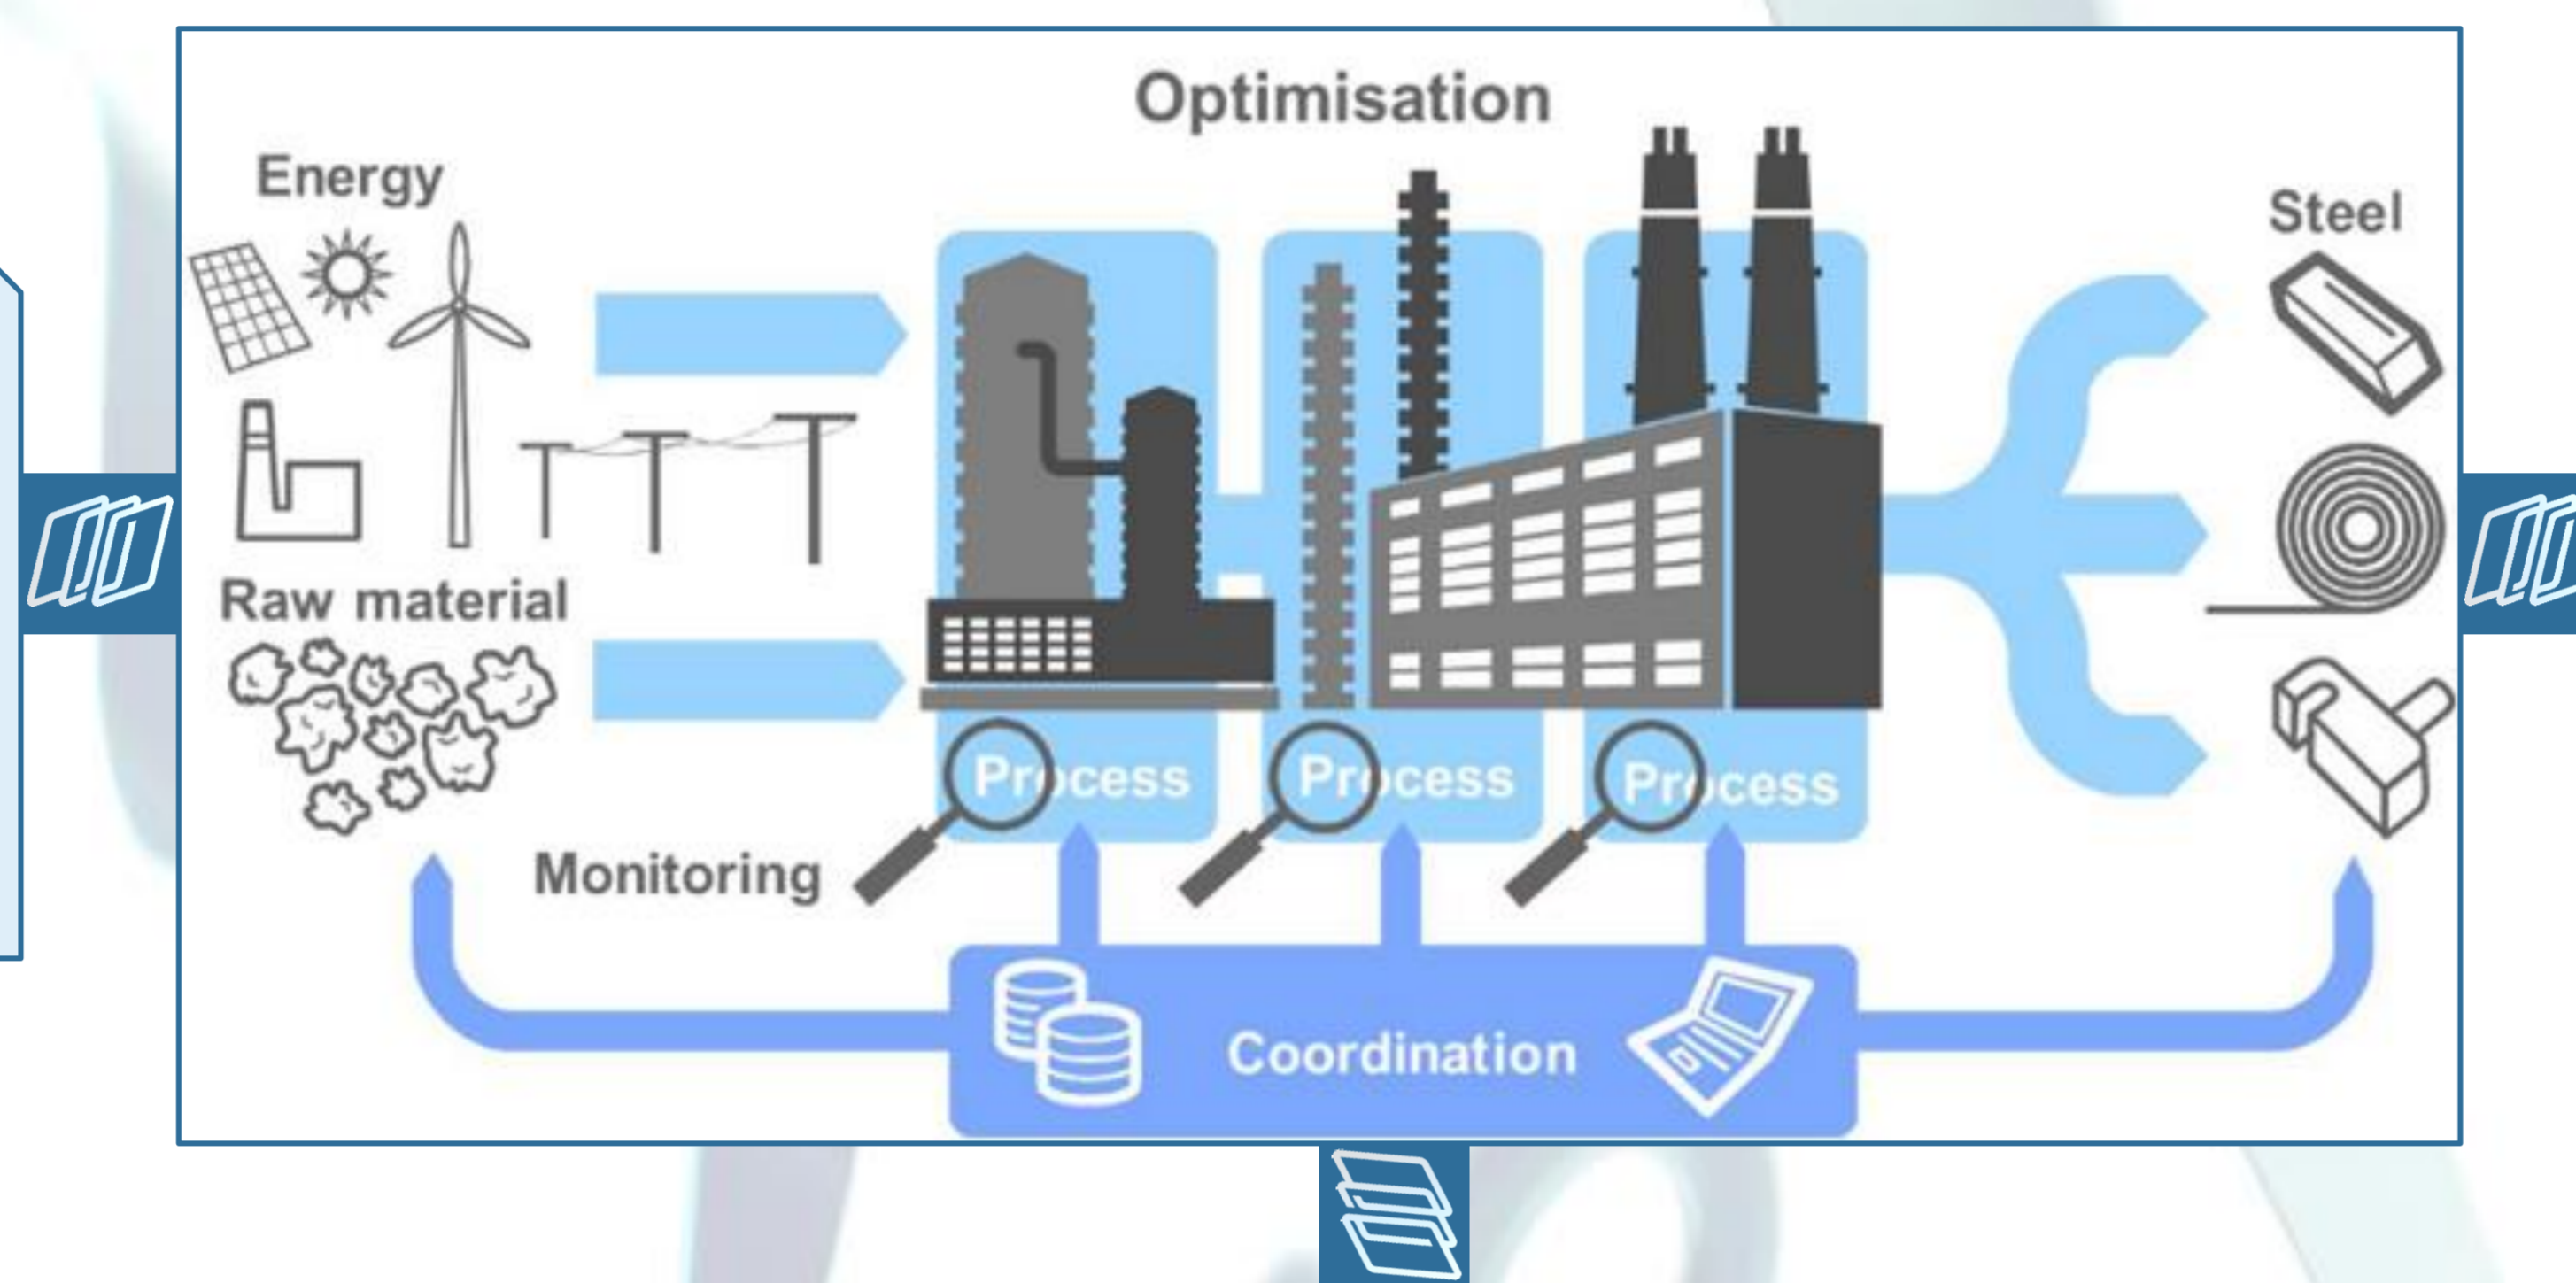 Optimisation
Energy
Steel
Raw material
Process
Process
Process
Monitoring
Coordination